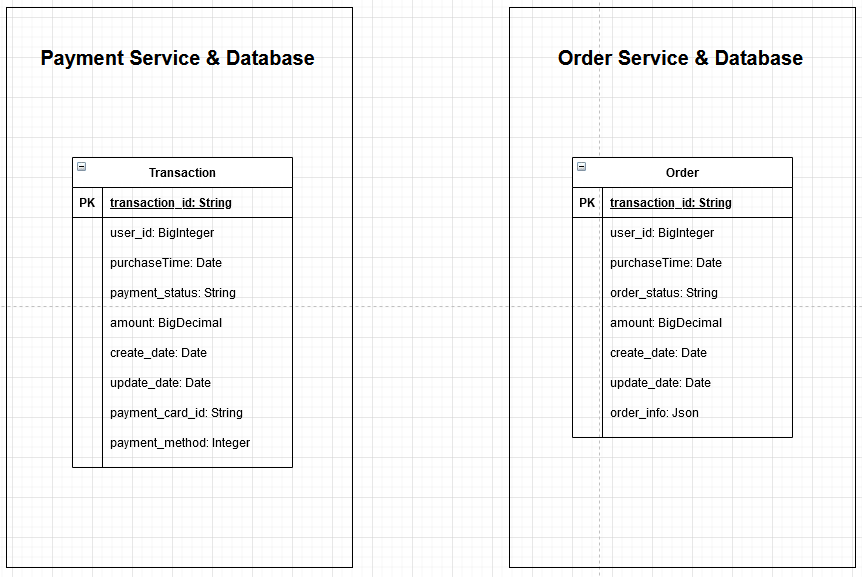 Payment Service & Database
Transaction
PK transaction_id: String
user_id: BigInteger
purchaseTime: Date
payment_status: String
amount: BigDecimal
create_date: Date
update_date: Date
payment_card_id: String
payment_method: Integer
Order Service & Database
Order
PK transaction_id: String
user_id: BigInteger
purchaseTime: Date
order_status: String
amount: BigDecimal
create_date: Date
update_date: Date
order_info: Json